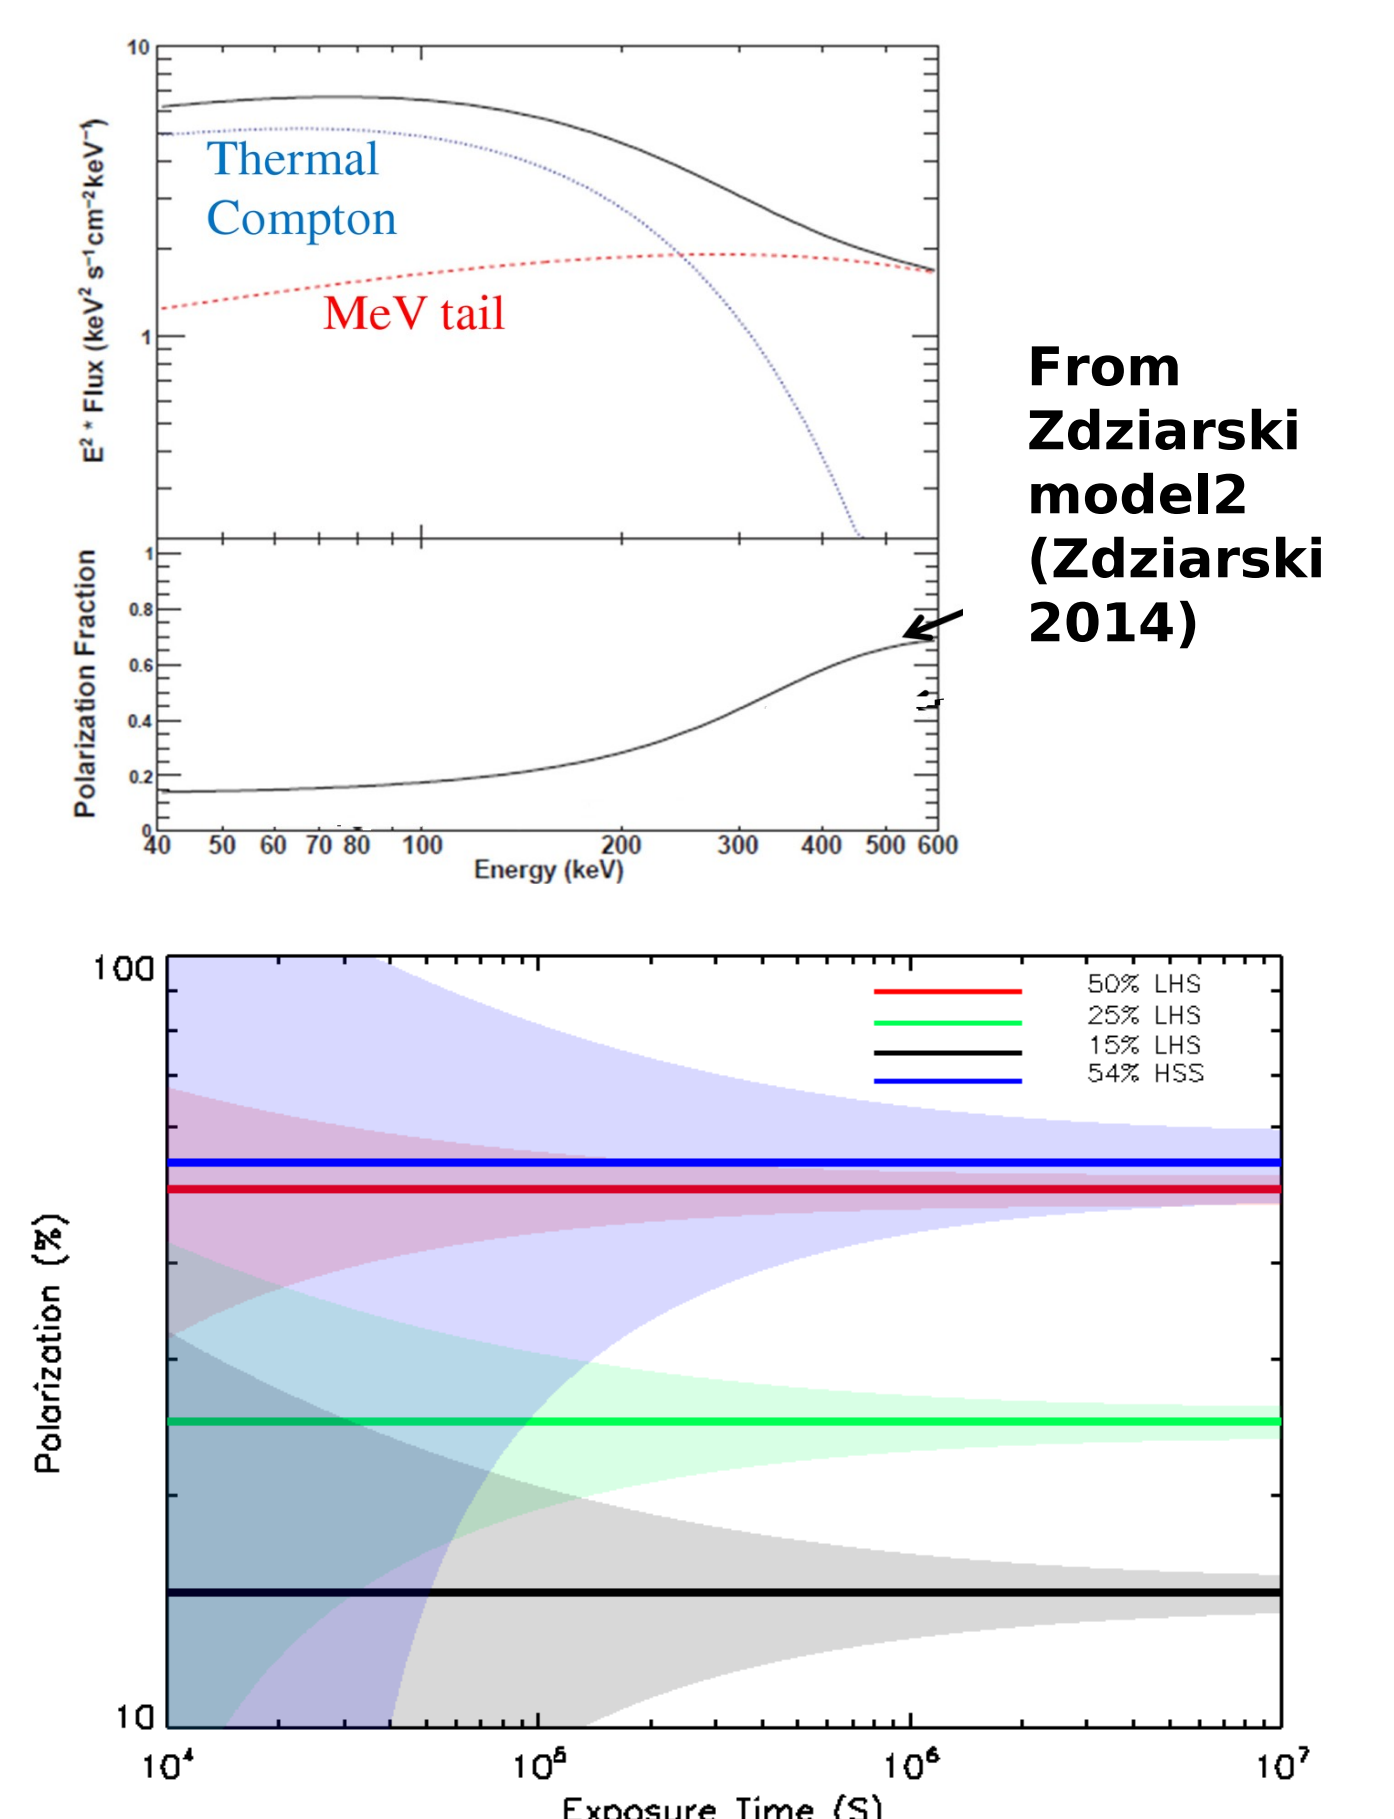 10
E² * Flux (keV² s⁻¹cm⁻²keV⁻¹)
Thermal
Compton
MeV tail
1
From
Zdziarski
model2
(Zdziarski
2014)
Polarization Fraction
1
0.8
0.6
0.4
0.2
0
40 50 60 70 80 100 200 300 400 500 600
Energy (keV)
100
50% LHS
25% LHS
15% LHS
54% HSS
Polarization (%)
10
10⁴ 10⁵ 10⁶ 10⁷
Exposure Time (S)